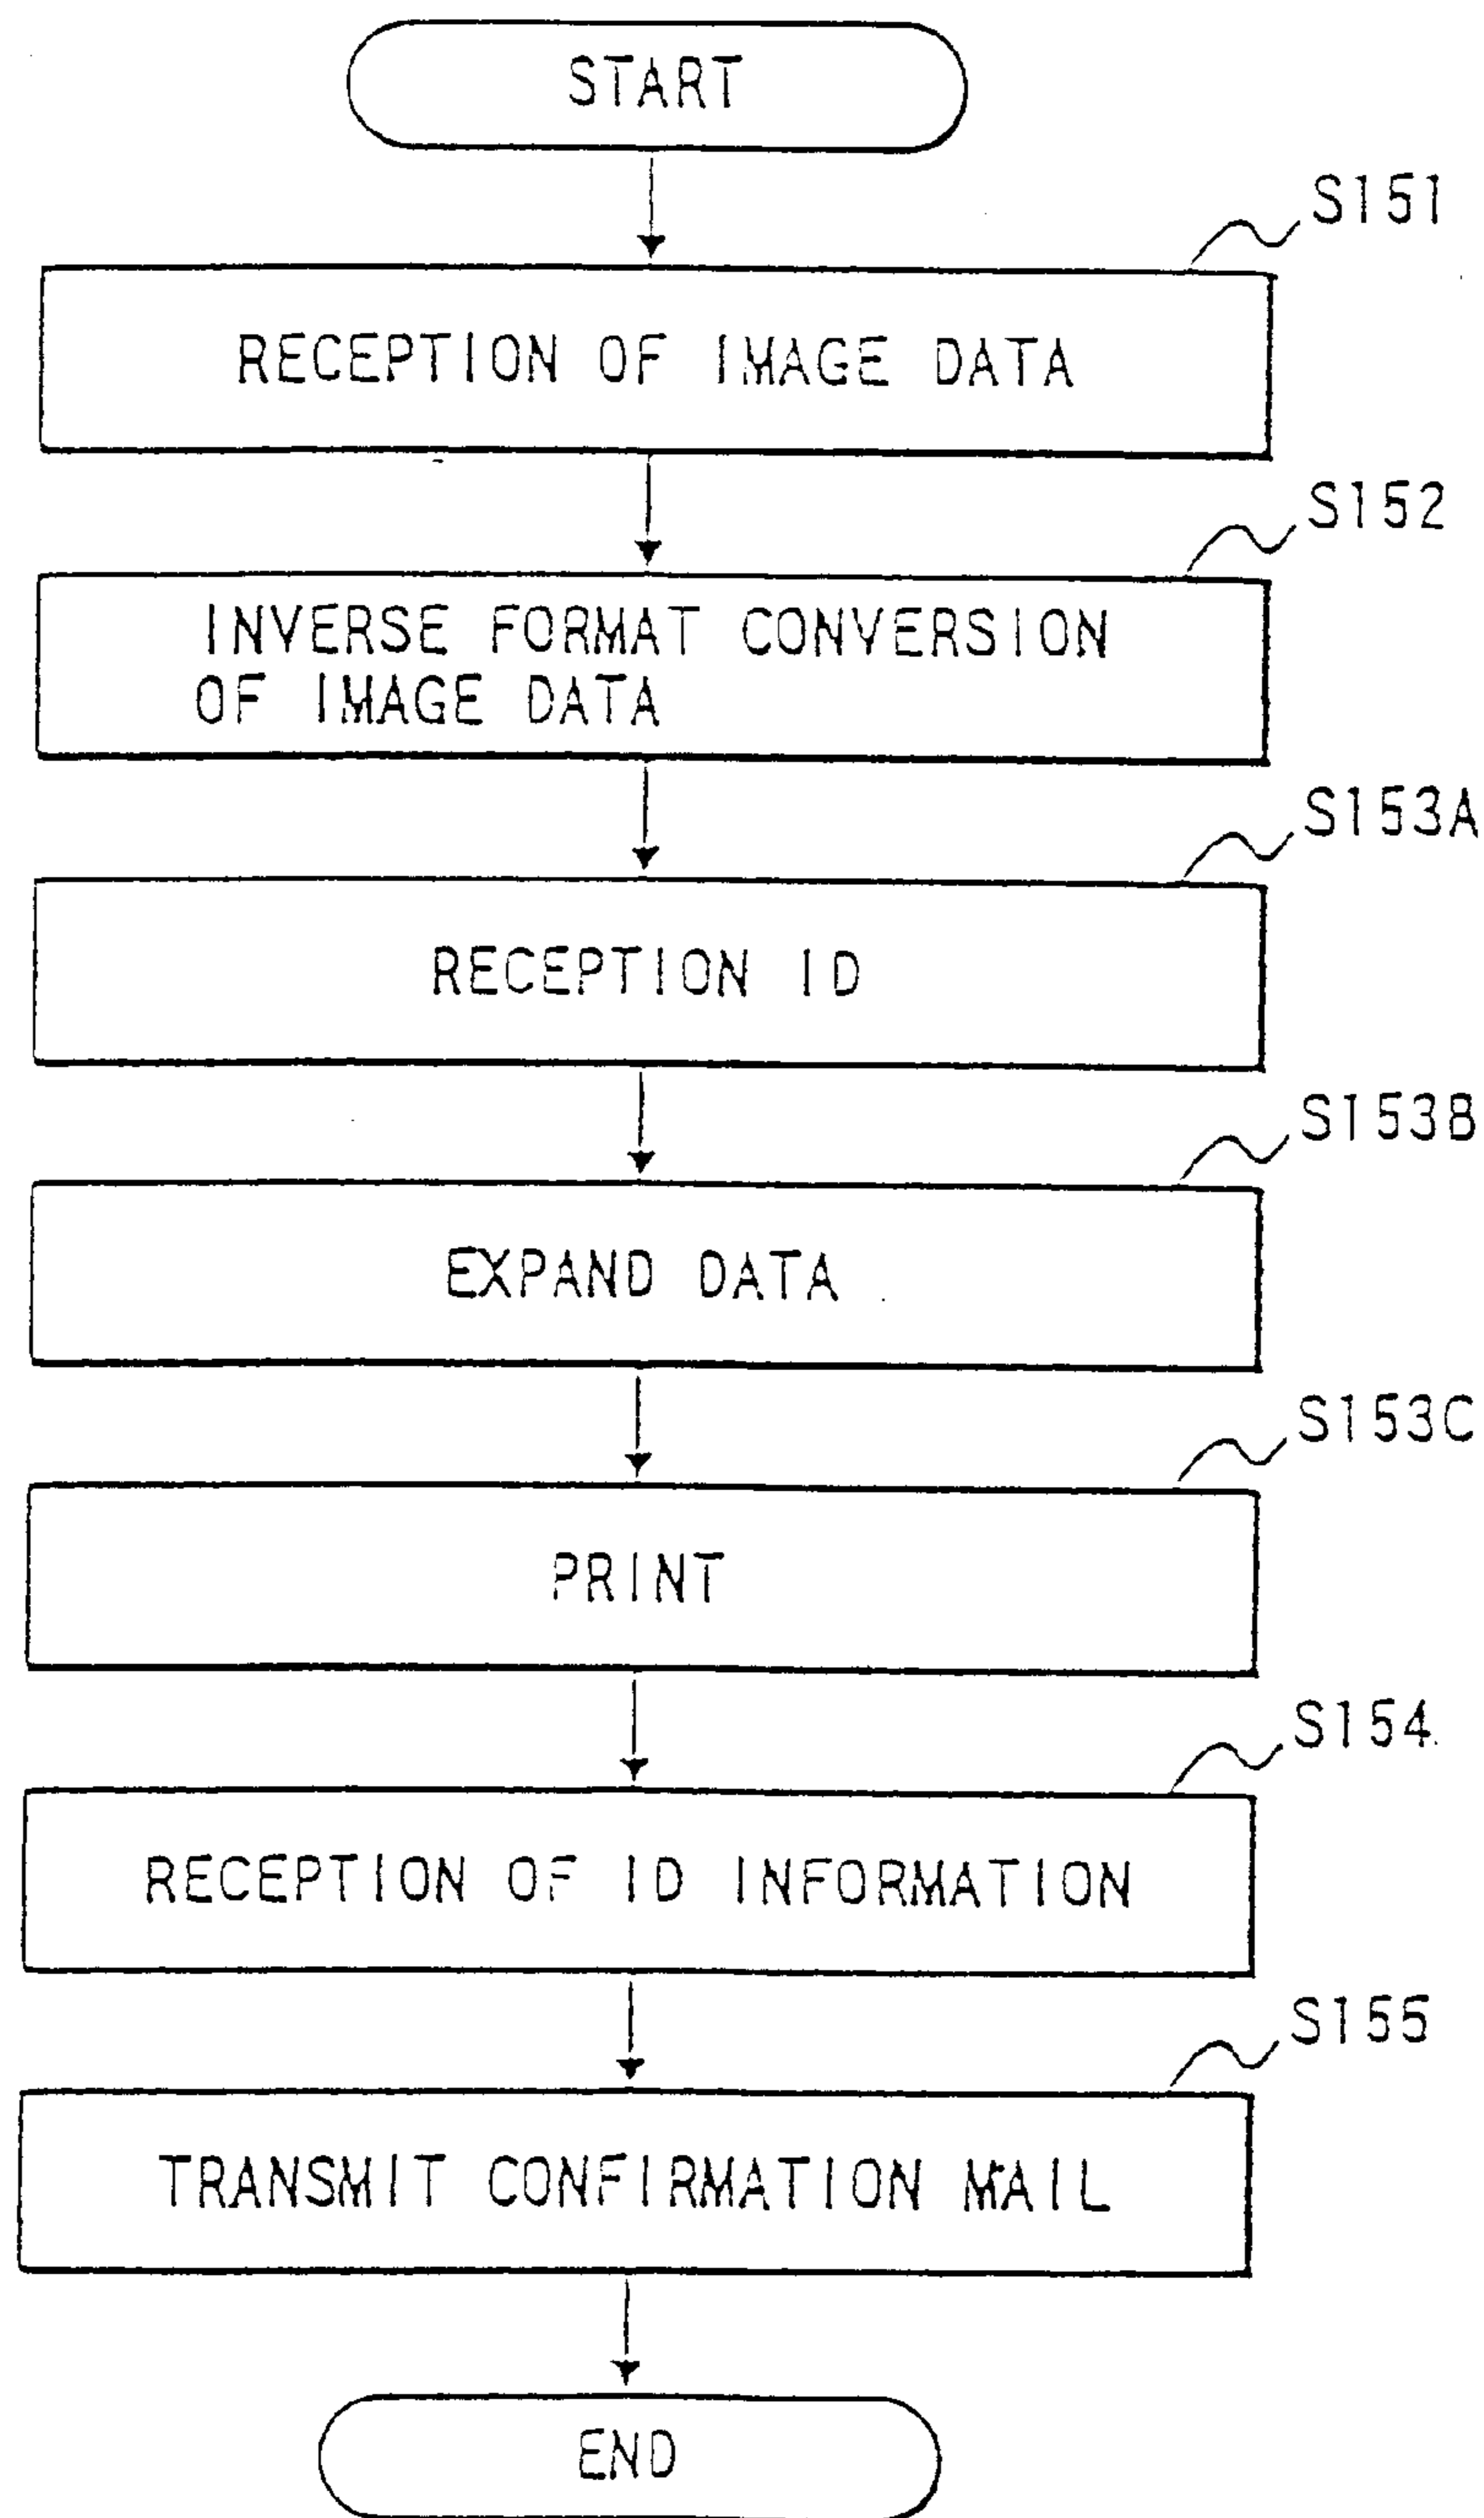 START
S151
RECEPTION OF IMAGE DATA
S152
INVERSE FORMAT CONVERSION
OF IMAGE DATA
S153A
RECEPTION ID
S153B
EXPAND DATA
S153C
PRINT
S154
RECEPTION OF ID INFORMATION
S155
TRANSMIT CONFIRMATION MAIL
END